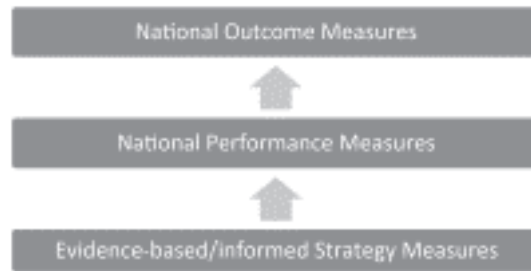 National Outcome Measures
National Performance Measures
Evidence-based/informed Strategy Measures